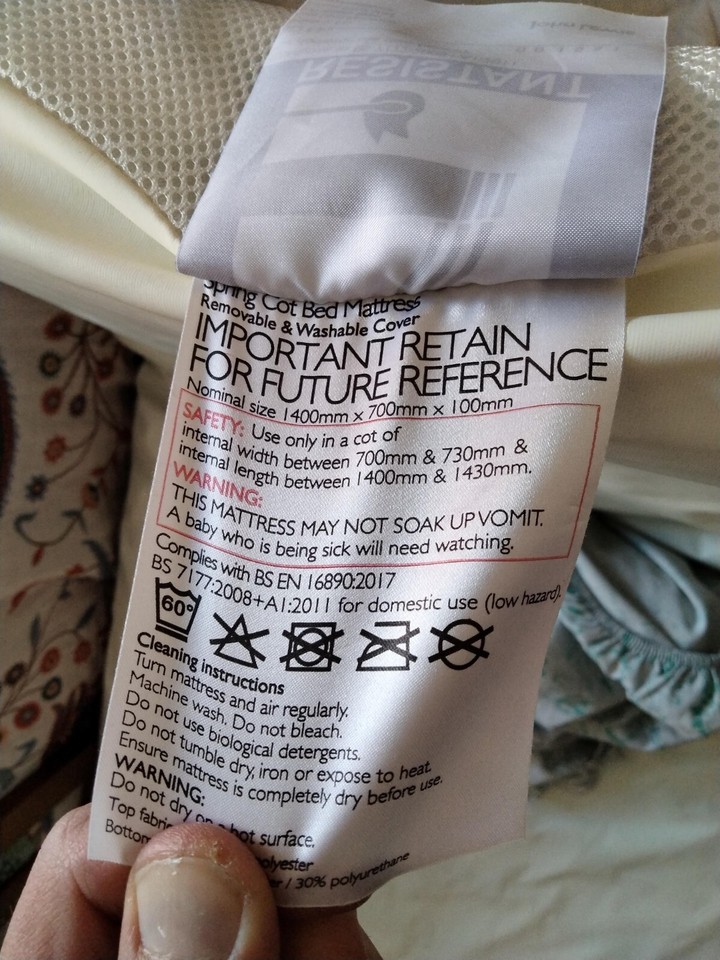 RESISTANT
Spring Cot Bed Mattress
Removable & Washable Cover
IMPORTANT RETAIN
FOR FUTURE REFERENCE
Nominal size 1400mm x 700mm x 100mm
SAFETY: Use only in a cot of
internal width between 700mm & 730mm &
internal length between 1400mm & 1430mm.
WARNING:
THIS MATTRESS MAY NOT SOAK UP VOMIT.
A baby who is being sick will need watching.
Complies with BS EN 16890:2017
BS 7177:2008+A1:2011 for domestic use (low hazard).
60°
Cleaning instructions
Turn mattress and air regularly.
Machine wash. Do not bleach.
Do not use biological detergents.
Do not tumble dry, iron or expose to heat.
Ensure mattress is completely dry before use.
WARNING:
Do not dry on hot surface.
Top fabric polyester
Bottom / 30% polyurethane